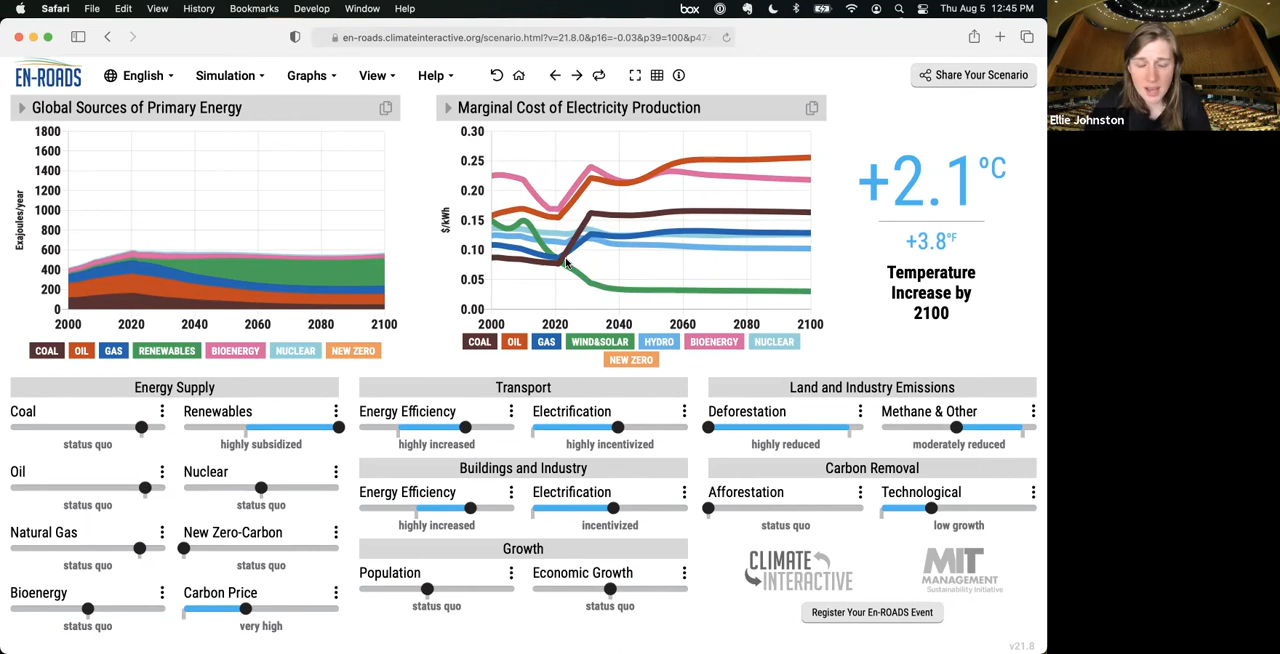 Safari File Edit View History Bookmarks Develop Window Help box Thu Aug 5 12:45 PM
en-roads.climateinteractive.org/scenario.html?v=21.8.0&p16=-0.03&p39=100&p47=
EN-ROADS English Simulation Graphs View Help Share Your Scenario
Ellie Johnston
Global Sources of Primary Energy
1800
1600
1400
1200
1000
800
600
400
200
0
Exajoules/year
2000 2020 2040 2060 2080 2100
COAL OIL GAS RENEWABLES BIOENERGY NUCLEAR NEW ZERO
Marginal Cost of Electricity Production
0.30
0.25
0.20
0.15
0.10
0.05
0.00
$/kWh
2000 2020 2040 2060 2080 2100
COAL OIL GAS WIND&SOLAR HYDRO BIOENERGY NUCLEAR
NEW ZERO
+2.1°C
+3.8°F
Temperature
Increase by
2100
Energy Supply
Coal
status quo
Renewables
highly subsidized
Oil
status quo
Nuclear
status quo
Natural Gas
status quo
New Zero-Carbon
status quo
Bioenergy
status quo
Carbon Price
very high
Transport
Energy Efficiency
highly increased
Electrification
highly incentivized
Buildings and Industry
Energy Efficiency
highly increased
Electrification
incentivized
Growth
Population
status quo
Economic Growth
status quo
Land and Industry Emissions
Deforestation
highly reduced
Methane & Other
moderately reduced
Carbon Removal
Afforestation
status quo
Technological
low growth
CLIMATE
INTERACTIVE
MIT
MANAGEMENT
Sustainability Initiative
Register Your En-ROADS Event
v21.8